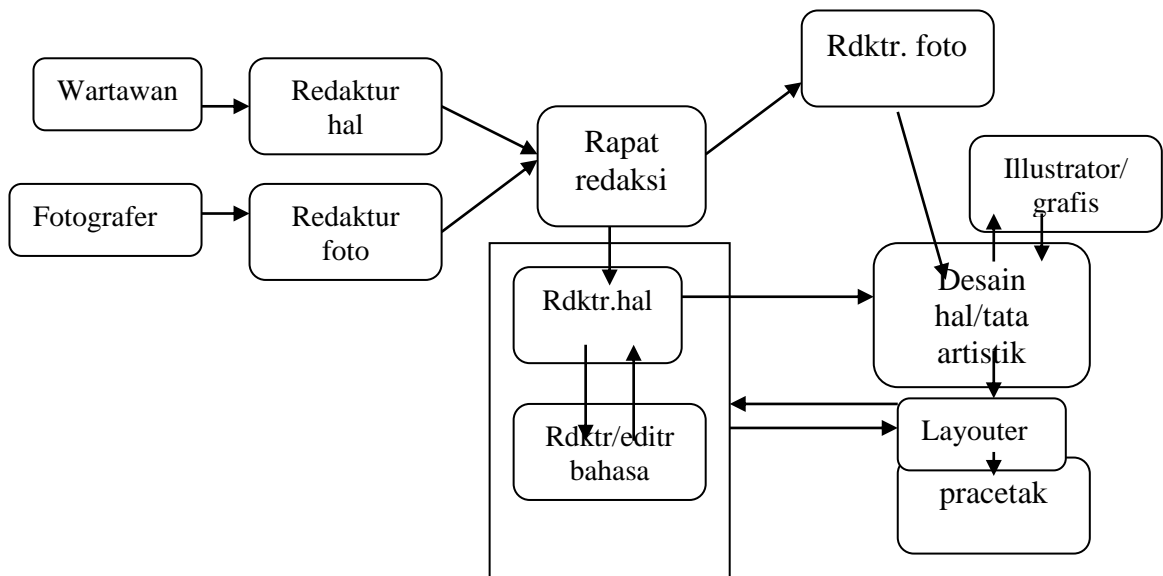 Wartawan
Redaktur
hal
Fotografer
Redaktur
foto
Rapat
redaksi
Rdktr. foto
Illustrator/
grafis
Rdktr.hal
Desain
hal/tata
artistik
Rdktr/editr
bahasa
Layouter
pracetak